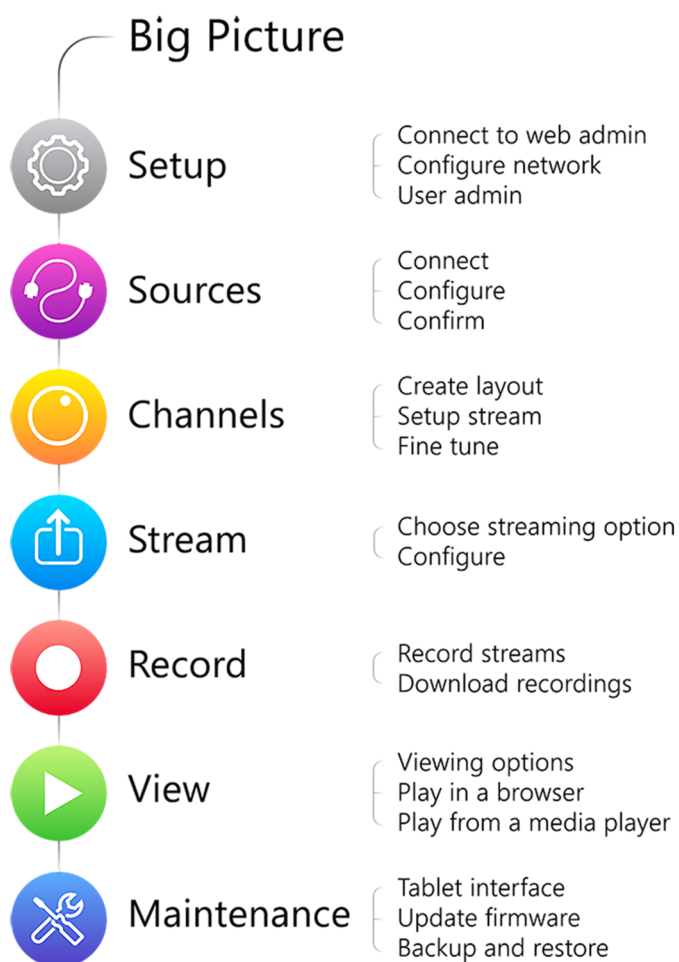 Big Picture
Setup
Connect to web admin
Configure network
User admin
Sources
Connect
Configure
Confirm
Channels
Create layout
Setup stream
Fine tune
Stream
Choose streaming option
Configure
Record
Record streams
Download recordings
View
Viewing options
Play in a browser
Play from a media player
Maintenance
Tablet interface
Update firmware
Backup and restore